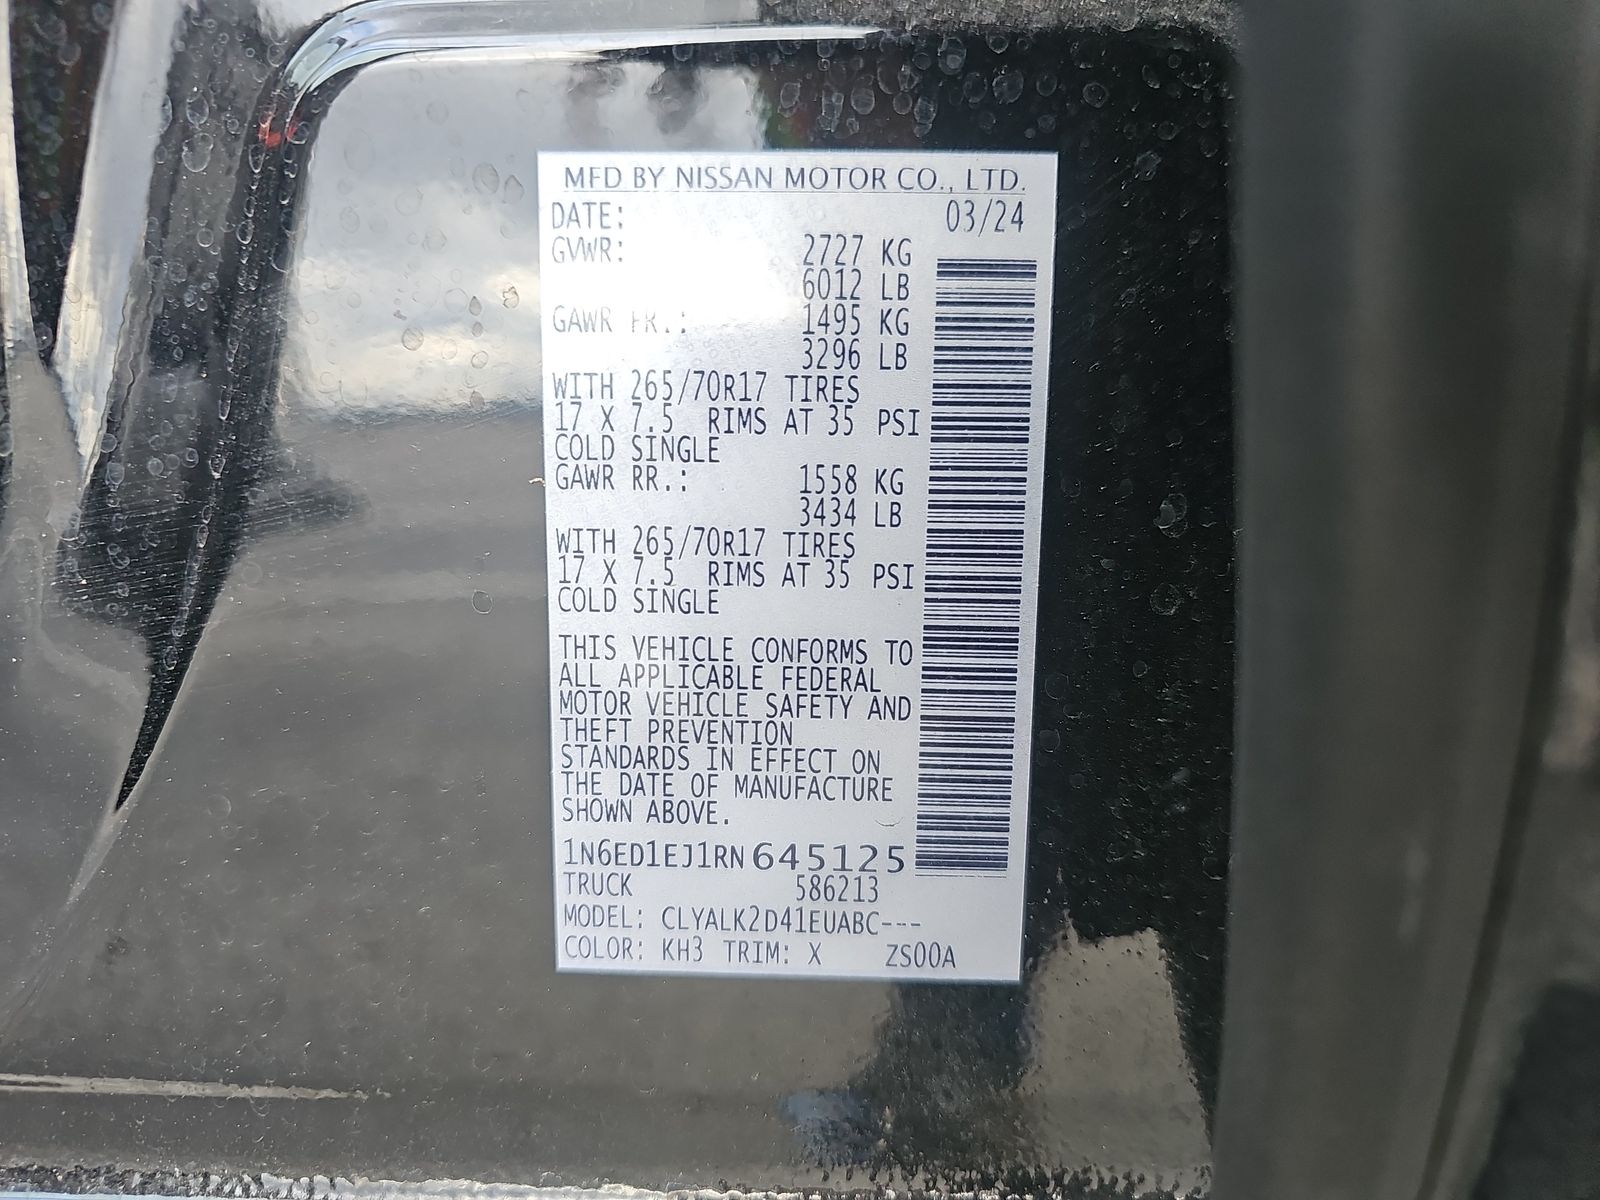 MFD BY NISSAN MOTOR CO., LTD.
DATE: 03/24
GVWR: 2727 KG
6012 LB
GAWR FR.: 1495 KG
3296 LB
WITH 265/70R17 TIRES
17 X 7.5 RIMS AT 35 PSI
COLD SINGLE
GAWR RR.: 1558 KG
3434 LB
WITH 265/70R17 TIRES
17 X 7.5 RIMS AT 35 PSI
COLD SINGLE
THIS VEHICLE CONFORMS TO
ALL APPLICABLE FEDERAL
MOTOR VEHICLE SAFETY AND
THEFT PREVENTION
STANDARDS IN EFFECT ON
THE DATE OF MANUFACTURE
SHOWN ABOVE.
1N6ED1EJ1RN645125
TRUCK 586213
MODEL: CLYALK2D41EUABC---
COLOR: KH3 TRIM: X ZS00A